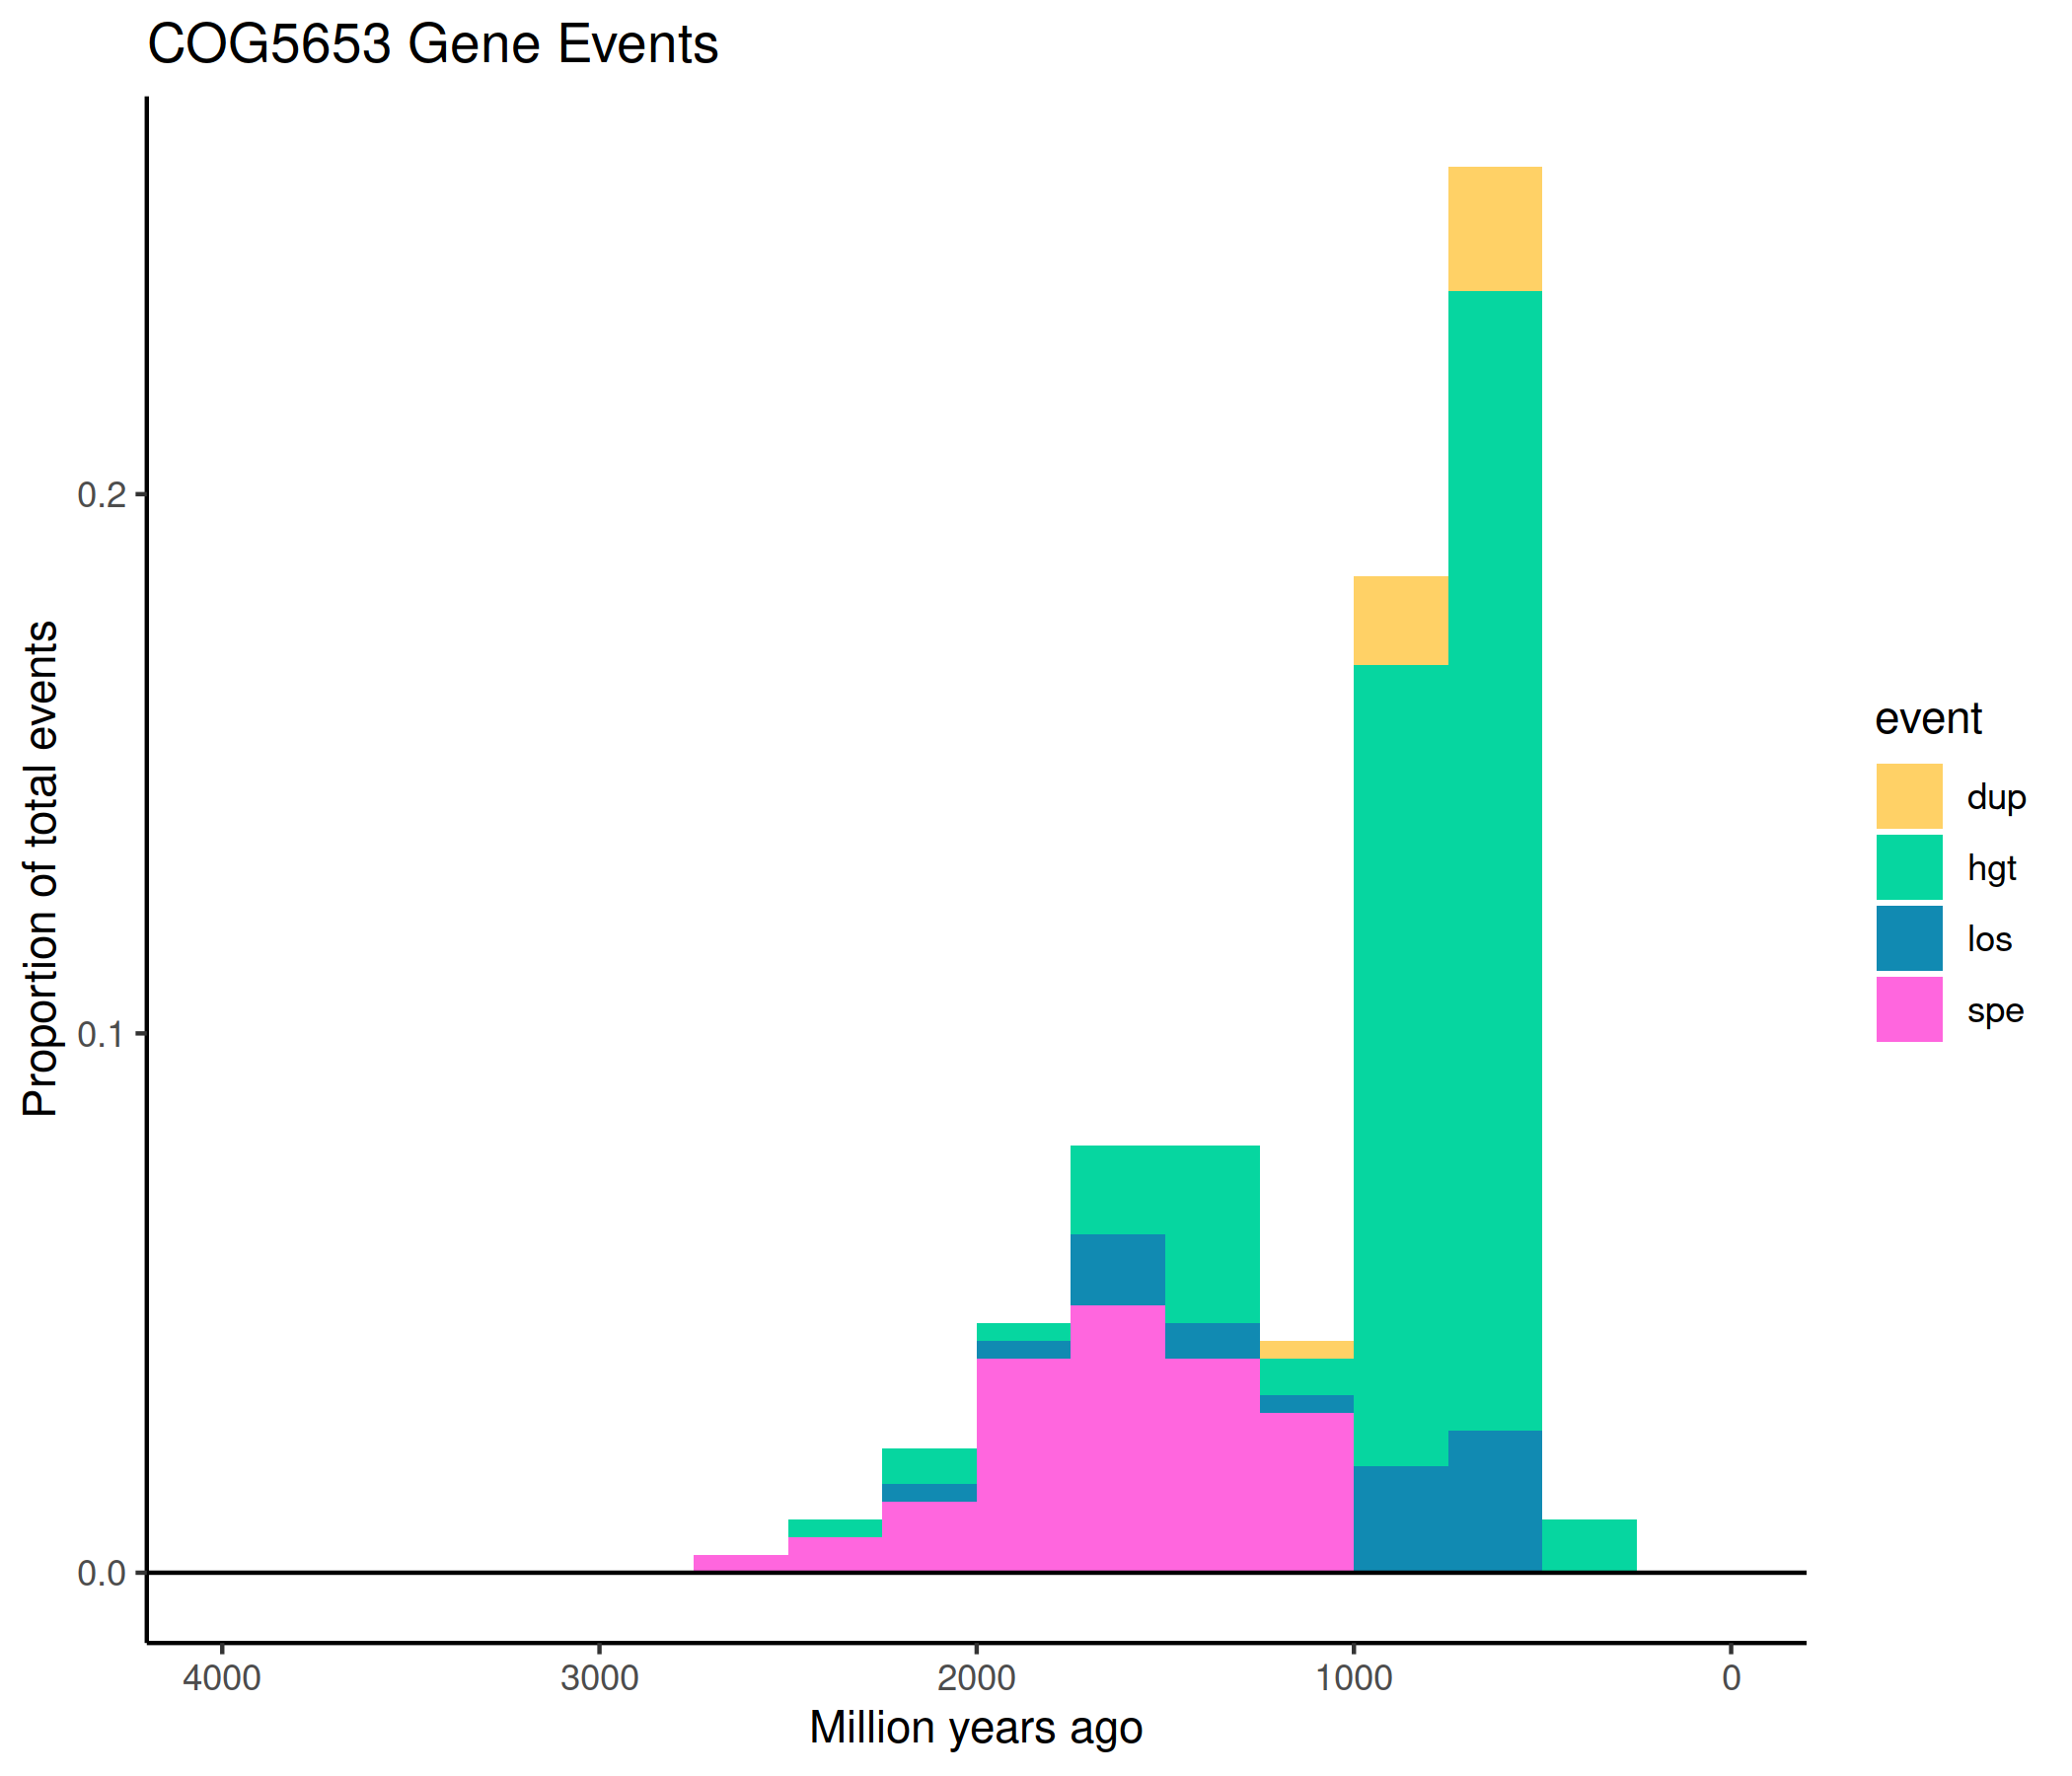 COG5653 Gene Events
Proportion of total events
0.2
0.1
0.0
4000 3000 2000 1000 0
Million years ago
event
dup
hgt
los
spe